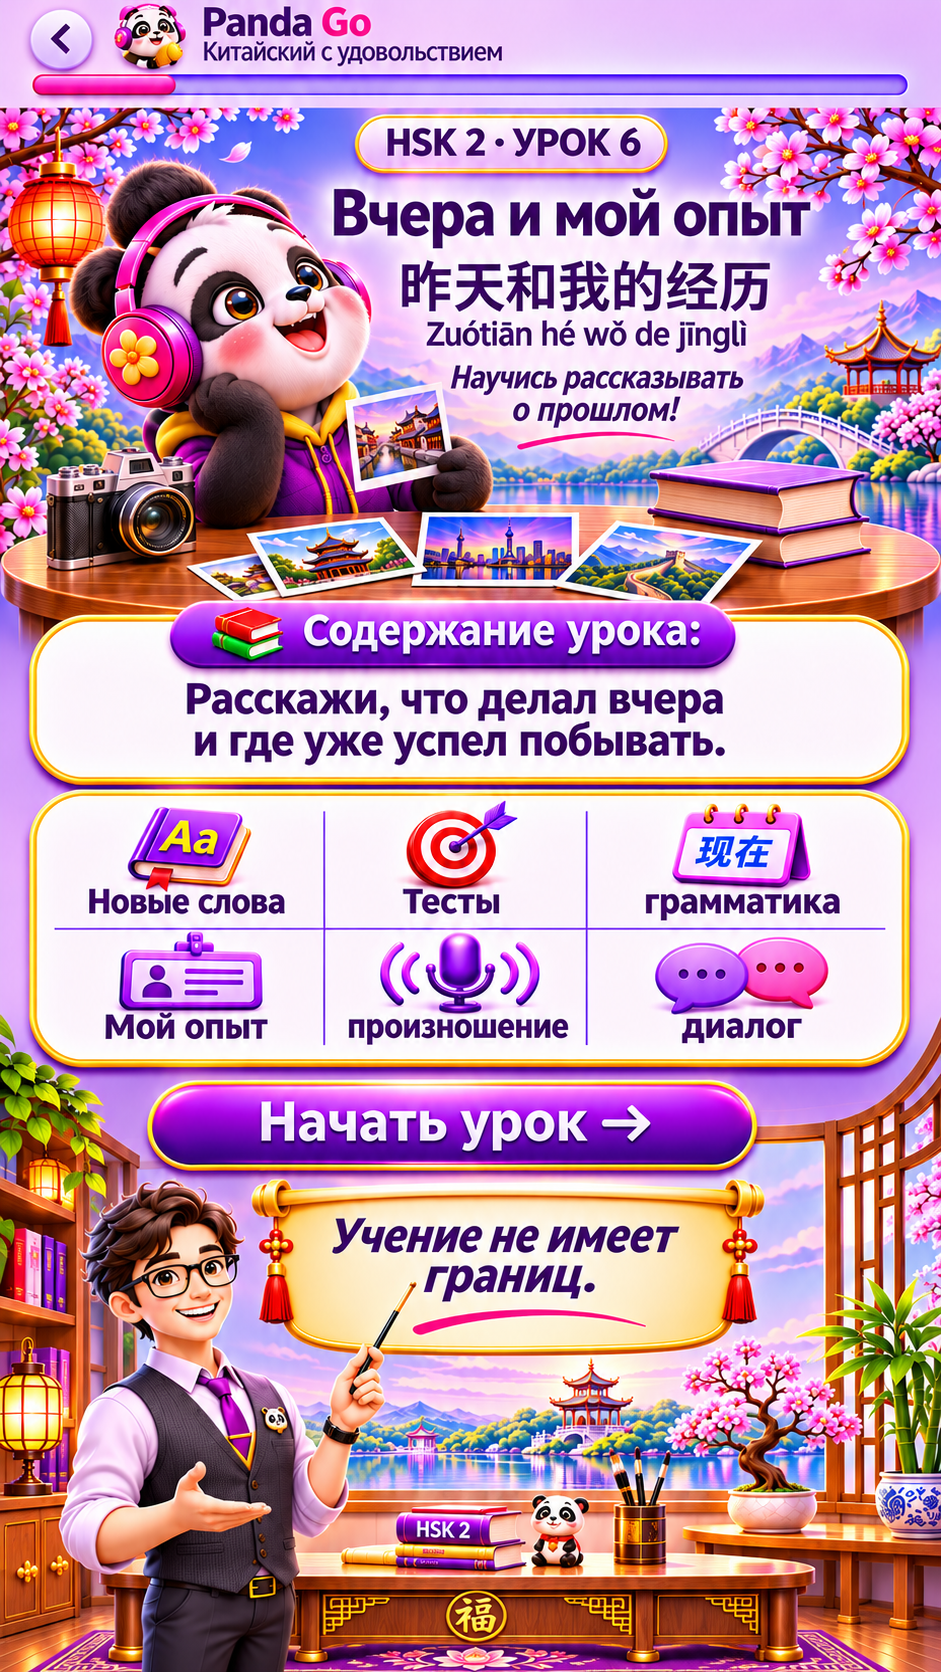 Panda Go
Китайский с удовольствием
HSK 2 • УРОК 6
Вчера и мой опыт
昨天和我的经历
Zuótiān hé wǒ de jīnglì
Научись рассказывать
о прошлом!
Содержание урока:
Расскажи, что делал вчера
и где уже успел побывать.
Aa
Новые слова
Тесты
现在
грамматика
Мой опыт
произношение
диалог
Начать урок →
Учение не имеет
границ.
HSK 2
福